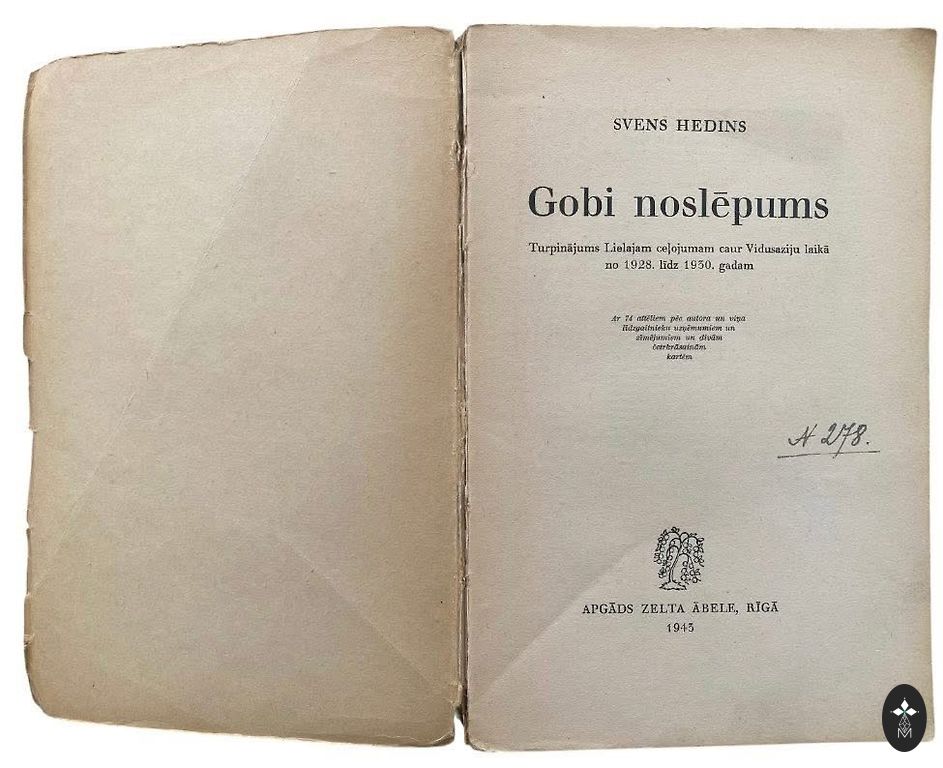 SVENS HEDINS
Gobi noslēpums
Turpinājums Lielajam ceļojumam caur Vidusaziju laikā
no 1928. līdz 1930. gadam
Ar 74 attēliem pēc autora un viņa
līdzgaitnieku uzņēmumiem un
zīmējumiem un divām
četrkrāsainām
kartēm
N 278.
APGĀDS ZELTA ĀBELE, RĪGĀ
1943
M